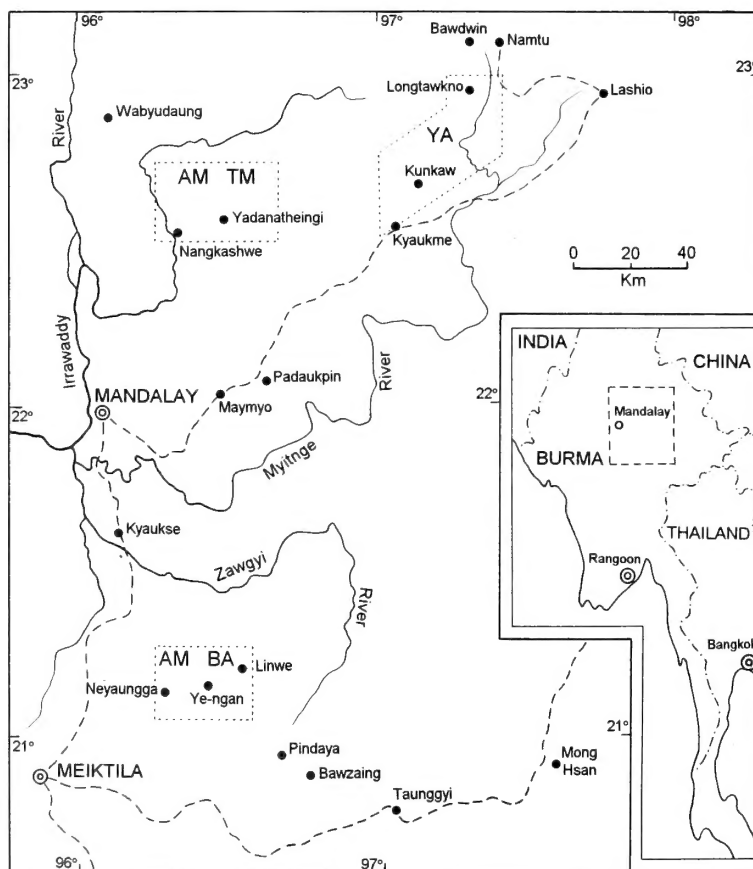 96°
97°
98°
Bawdwin
Namtu
23°
23°
Longtawkno
Lashio
Wabyudaung
River
YA
AM TM
Kunkaw
Yadanatheingi
Nangkashwe
Kyaukme
0 20 40
Km
Irrawaddy
River
INDIA
CHINA
Padaukpin
Maymyo
22°
MANDALAY
22°
Mandalay
Myitnge
BURMA
THAILAND
Kyaukse
Zawgyi
Rangoon
River
AM BA
Linwe
Bangkok
Neyaungga
Ye-ngan
21°
21°
Pindaya
Mong
Hsan
MEIKTILA
Bawzaing
Taunggyi
96°
97°